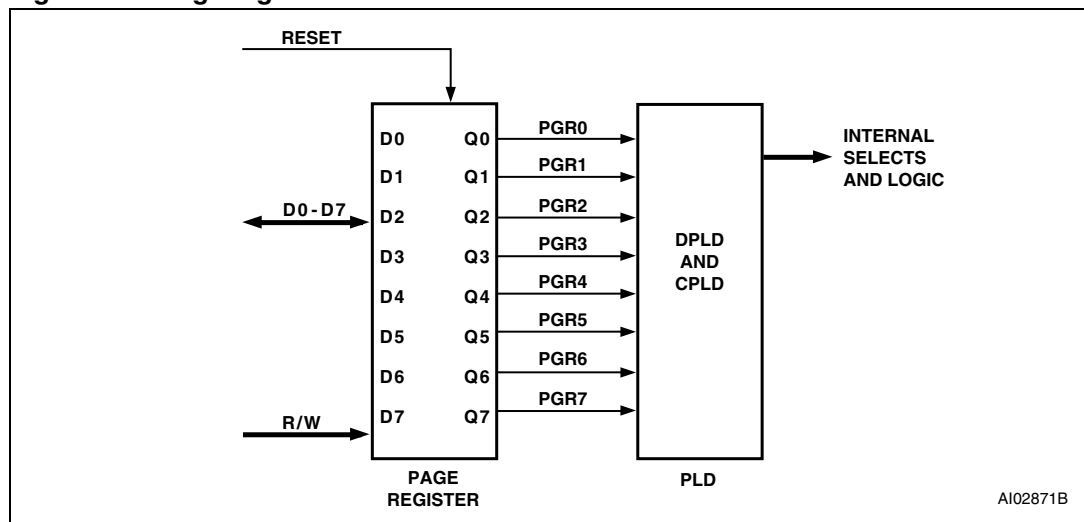 RESET
D0 Q0 PGR0
D1 Q1 PGR1
D0-D7 D2 Q2 PGR2
D3 Q3 PGR3
D4 Q4 PGR4
D5 Q5 PGR5
D6 Q6 PGR6
R/W D7 Q7 PGR7
DPLD
AND
CPLD
INTERNAL
SELECTS
AND LOGIC
PAGE
REGISTER
PLD
AI02871B